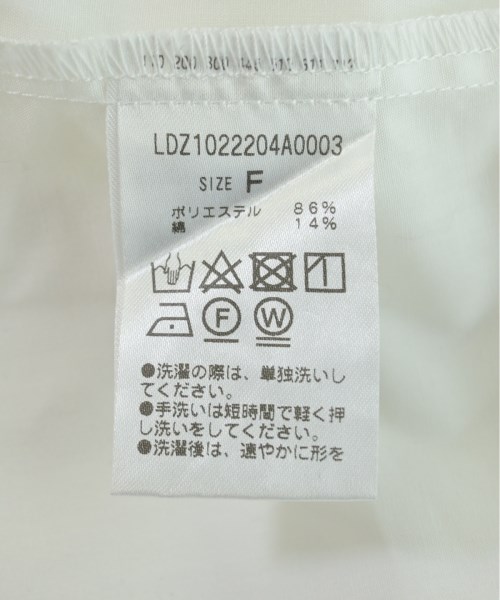 LDZ1022204A0003
SIZE F
ポリエステル 86%
綿 14%
F W
●洗濯の際は、単独洗いし
てください。
●手洗いは短時間で軽く押
し洗いをしてください。
●洗濯後は、速やかに形を